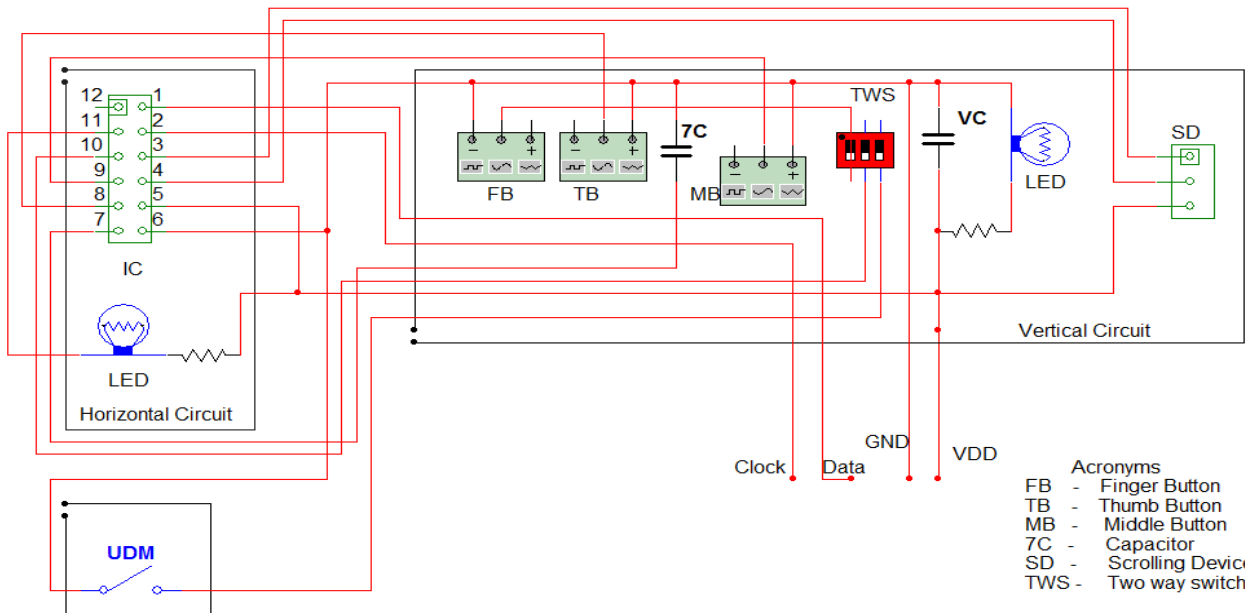 12 1
11 2
10 3
9 4
8 5
7 6
IC
LED
Horizontal Circuit
UDM
FB
TB
7C
MB
TWS
VC
LED
SD
Vertical Circuit
Clock
Data
GND
VDD
Acronyms
FB - Finger Button
TB - Thumb Button
MB - Middle Button
7C - Capacitor
SD - Scrolling Device
TWS - Two way switch